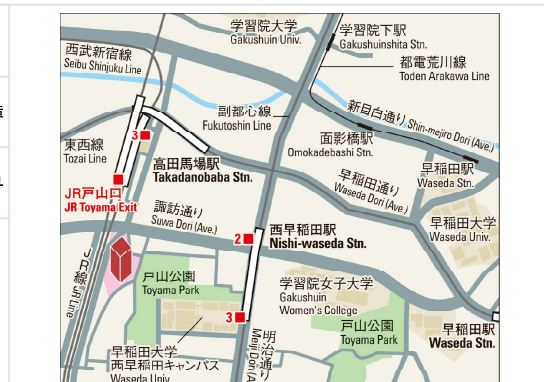 学習院大学
Gakushuin Univ.
学習院下駅
Gakushuinshita Stn.
西武新宿線
Seibu Shinjuku Line
都電荒川線
Toden Arakawa Line
副都心線
Fukutoshin Line
新目白通り Shin-mejiro Dori (Ave.)
面影橋駅
Omokagebashi Stn.
3
東西線
Tozai Line
高田馬場駅
Takadanobaba Stn.
早稲田通り
Waseda Dori (Ave.)
早稲田駅
Waseda Stn.
JR戸山口
JR Toyama Exit
諏訪通り
Suwa Dori (Ave.)
早稲田大学
Waseda Univ.
2
西早稲田駅
Nishi-waseda Stn.
JR Line
戸山公園
Toyama Park
学習院女子大学
Gakushuin
Women's College
3
明治通り
Meiji Dori (A
戸山公園
Toyama Park
早稲田駅
Waseda Stn.
早稲田大学
西早稲田キャンパス
Waseda Univ.